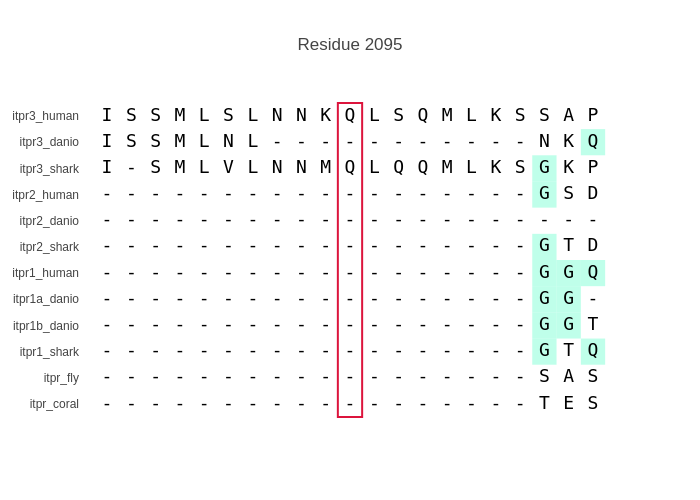 Residue 2095
itpr3_human I S S M L S L N N K Q L S Q M L K S S A P
itpr3_danio I S S M L N L - - - - - - - - - - - N K Q
itpr3_shark I - S M L V L N N M Q L Q Q M L K S G K P
itpr2_human - - - - - - - - - - - - - - - - - - G S D
itpr2_danio - - - - - - - - - - - - - - - - - - - - -
itpr2_shark - - - - - - - - - - - - - - - - - - G T D
itpr1_human - - - - - - - - - - - - - - - - - - G G Q
itpr1a_danio - - - - - - - - - - - - - - - - - - G G -
itpr1b_danio - - - - - - - - - - - - - - - - - - G G T
itpr1_shark - - - - - - - - - - - - - - - - - - G T Q
itpr_fly - - - - - - - - - - - - - - - - - - S A S
itpr_coral - - - - - - - - - - - - - - - - - - T E S